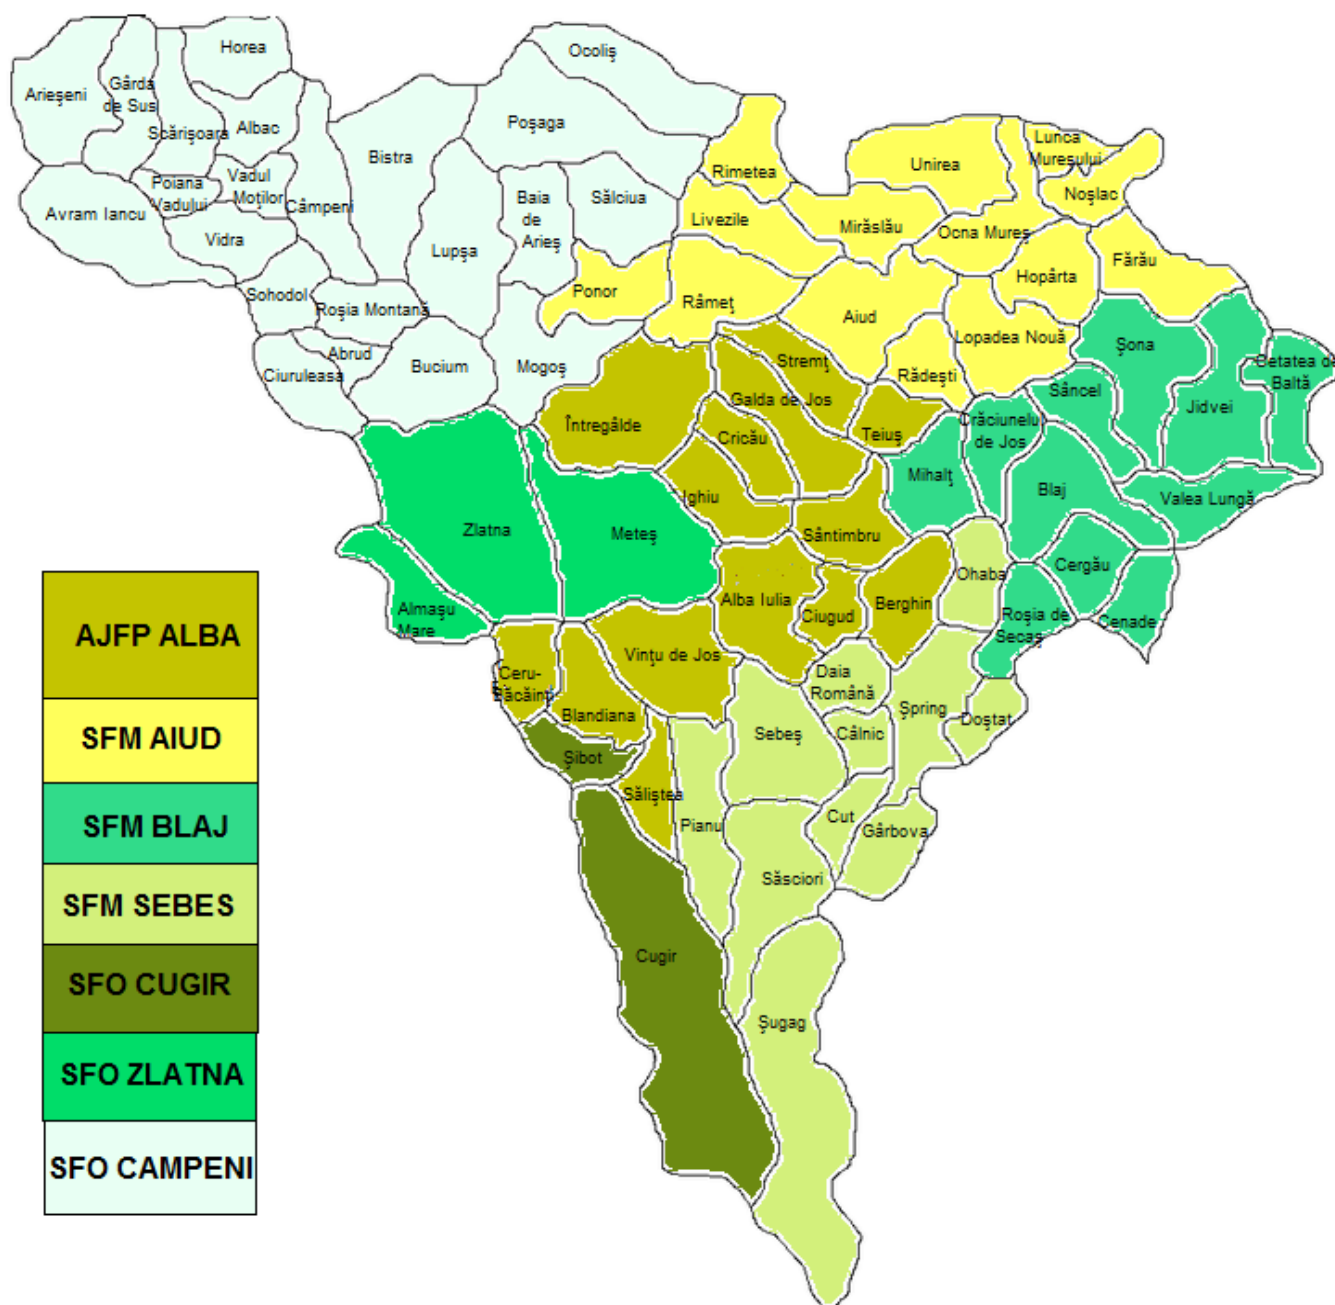 Horea
Ocoliş
Arieşeni
Gârda
de Sus
Scărişoara
Albac
Poşaga
Bistra
Rimetea
Unirea
Lunca
Mureşului
Noşlac
Poiana
Vadului
Vadul
Moţilor
Câmpeni
Avram Iancu
Vidra
Lupşa
Baia
de
Arieş
Sălciua
Livezile
Mirăslău
Ocna Mureş
Hopârta
Fărău
Sohodol
Roşia Montană
Ponor
Râmeţ
Aiud
Lopadea Nouă
Şona
Abrud
Ciuruleasa
Bucium
Mogoş
Stremţ
Rădeşti
Sâncel
Jidvei
Cetatea de
Baltă
Întregâlde
Galda de Jos
Cricău
Teiuş
Crăciunelu
de Jos
Mihalţ
Ighiu
Blaj
Valea Lungă
Zlatna
Meteş
Sântimbru
Ohaba
Cergău
Almaşu
Mare
Alba Iulia
Ciugud
Berghin
Roşia de
Secaş
Cenade
Ceru-
Băcăinţi
Vinţu de Jos
Blandiana
Daia
Română
Şpring
Doştat
Şibot
Sebeş
Câlnic
Sălişte​a
Pianu
Cut
Gârbova
Săsciori
Cugir
Şugag
AJFP ALBA
SFM AIUD
SFM BLAJ
SFM SEBES
SFO CUGIR
SFO ZLATNA
SFO CAMPENI